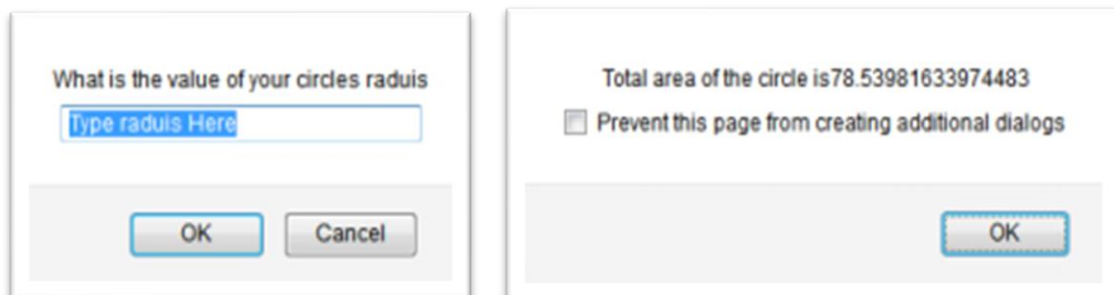 What is the value of your circles raduis
Type raduis Here
OK
Cancel
Total area of the circle is78.53981633974483
Prevent this page from creating additional dialogs
OK